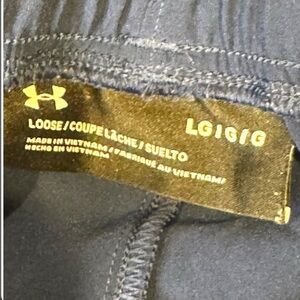 LOOSE/COUPE LÂCHE/SUELTO
LG|G/G
MADE IN VIETNAM/FABRIQUÉ AU VIETNAM/
HECHO EN VIETNAM